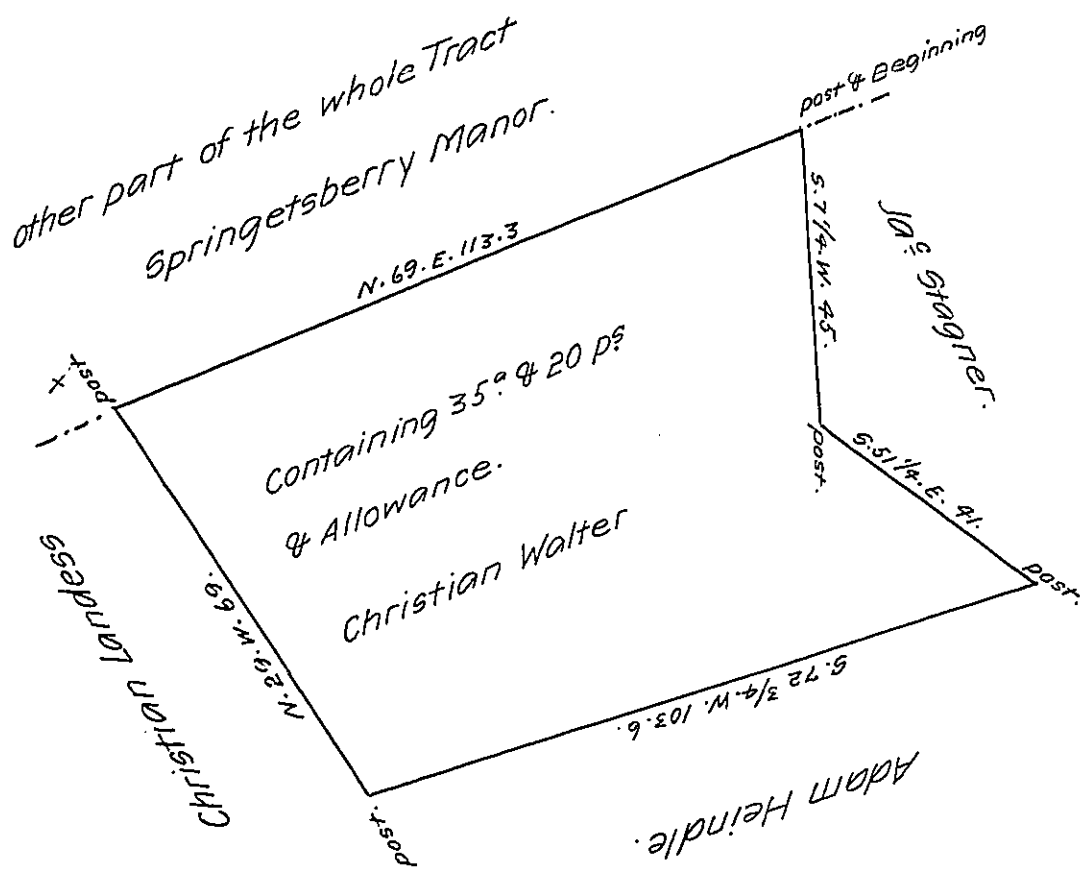 other part of the whole Tract
Springetsberry Manor.
post & Beginning
N. 69. E. 113.3
S. 7 1/4. W. 45.
Jac Stagner.
X post
Containing 35a. & 20 ps
& Allowance.
Christian Walter
post.
S. 51 1/4. E. 41.
post.
Christian Landess
N. 29. W. 69.
S. 72 3/4. W. 103.6.
post.
Adam Heindle.